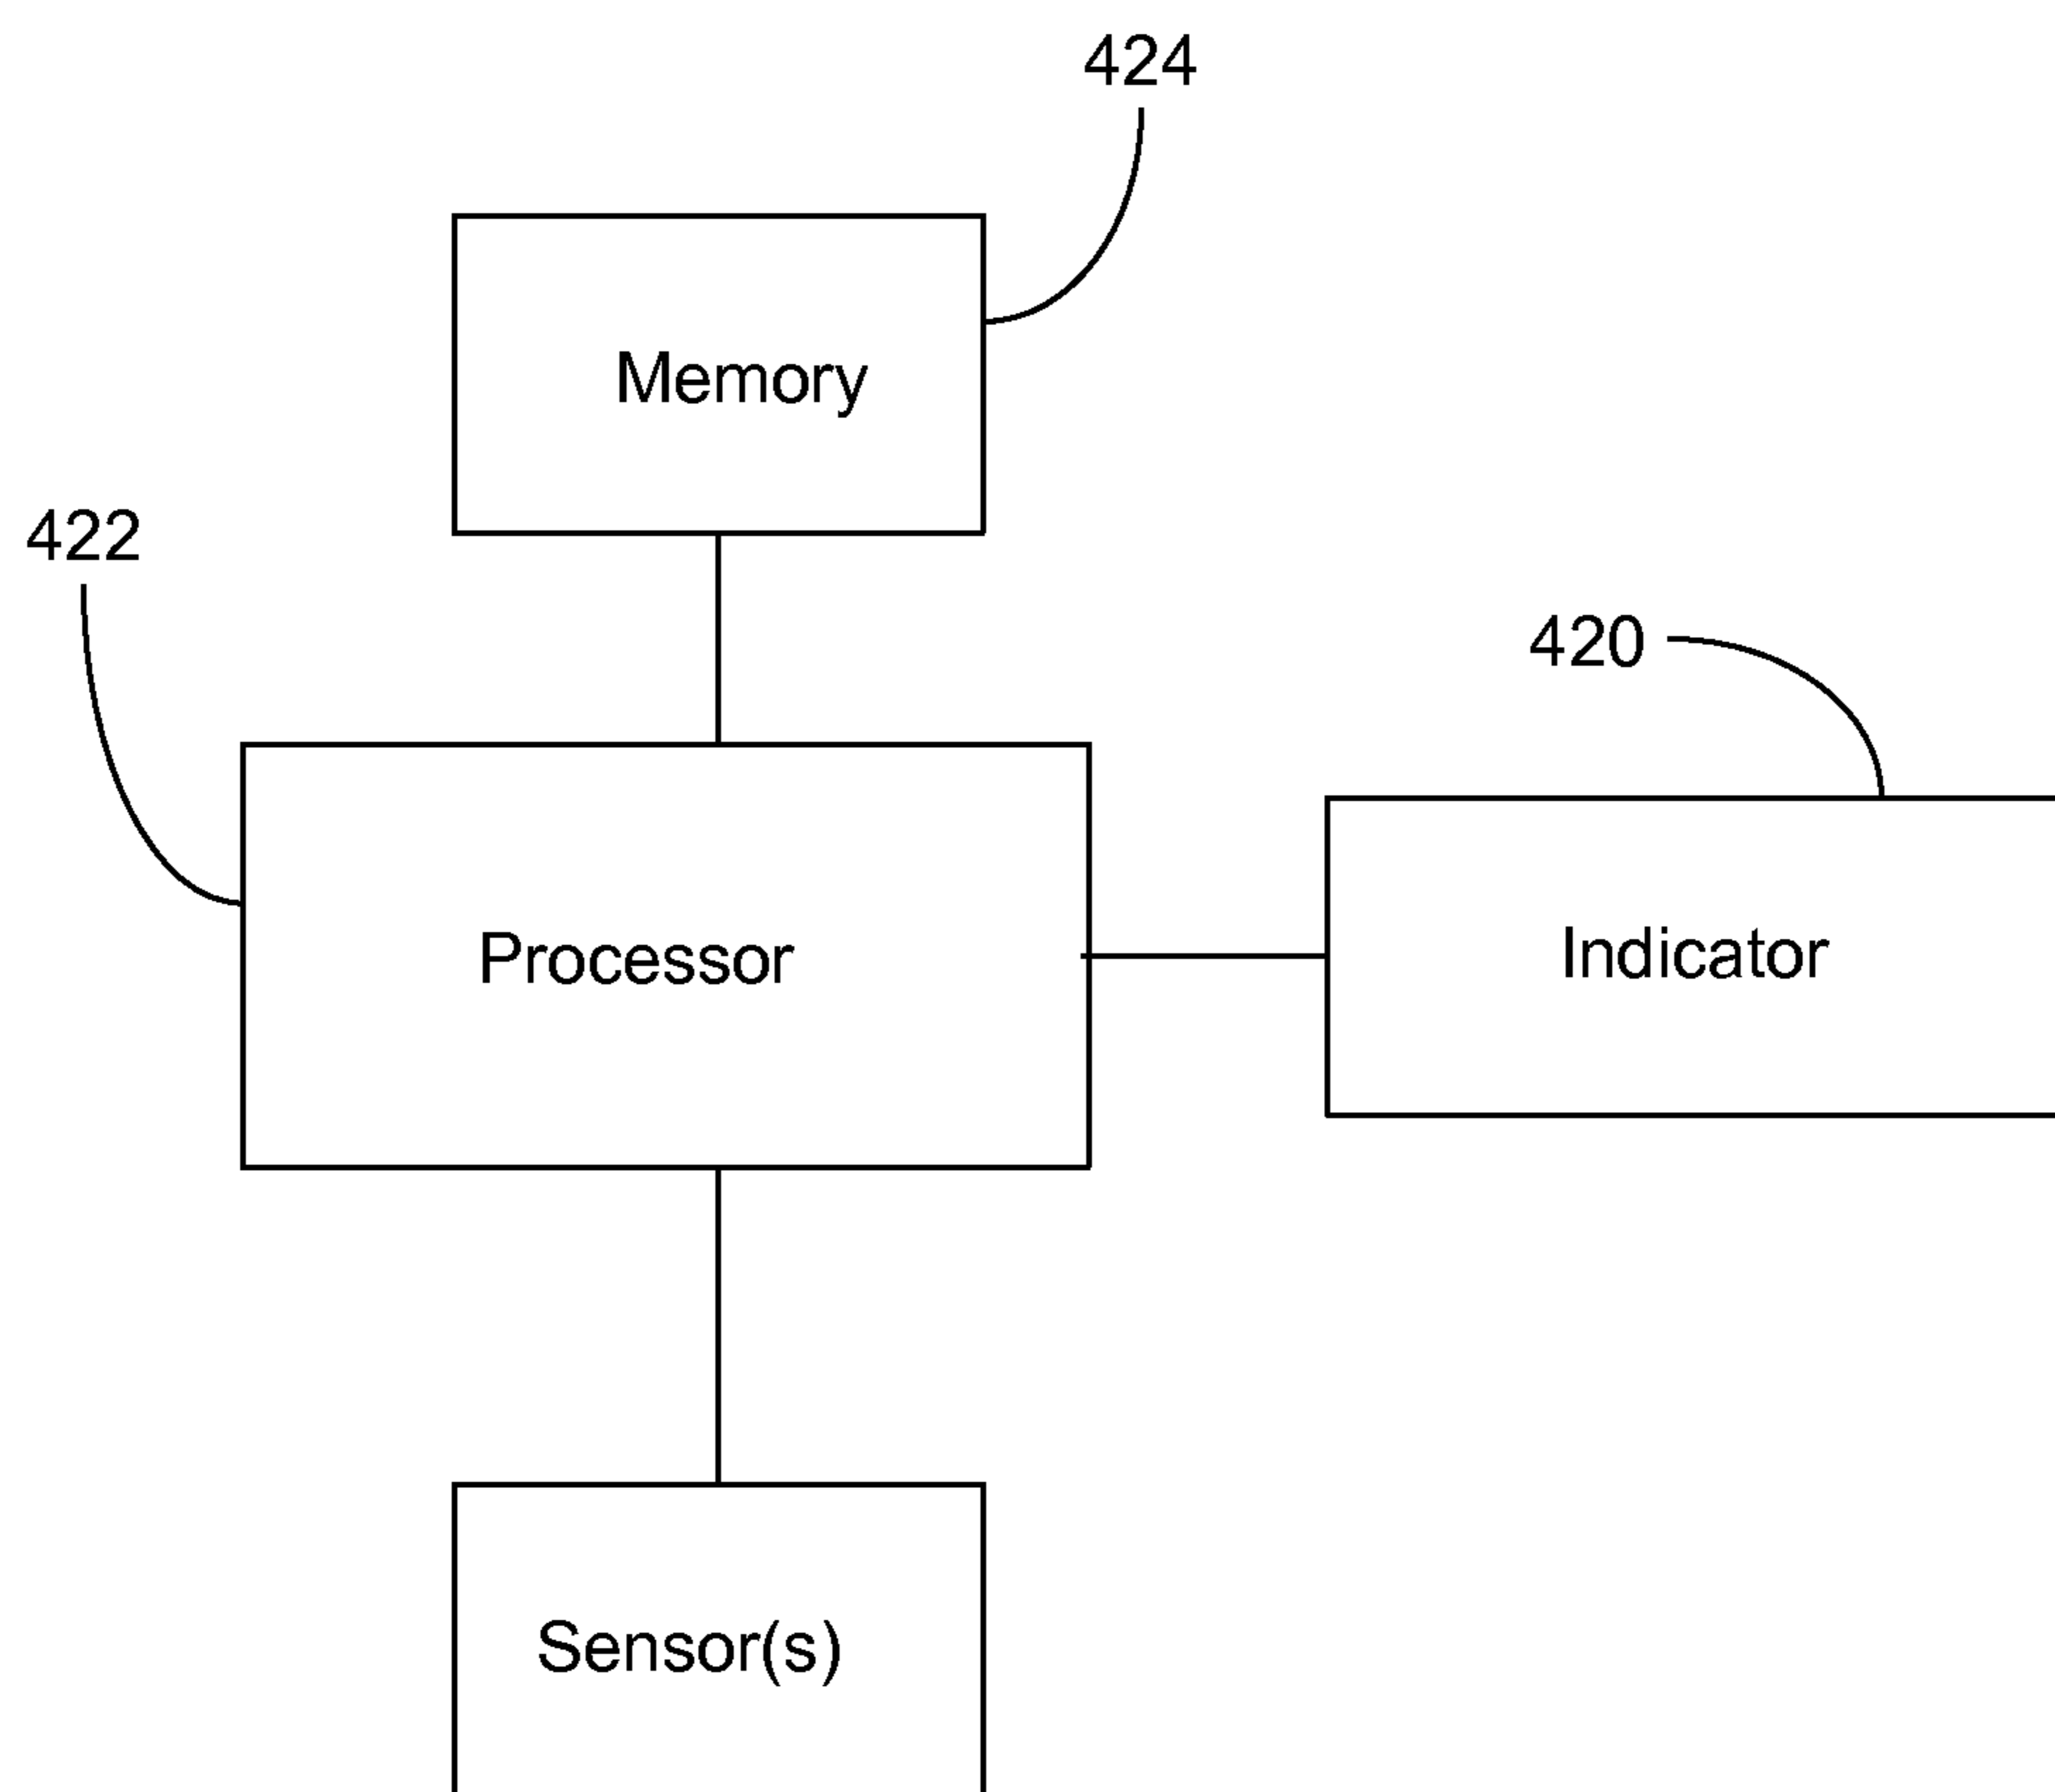 424
Memory
422
420
Processor
Indicator
Sensor(s)